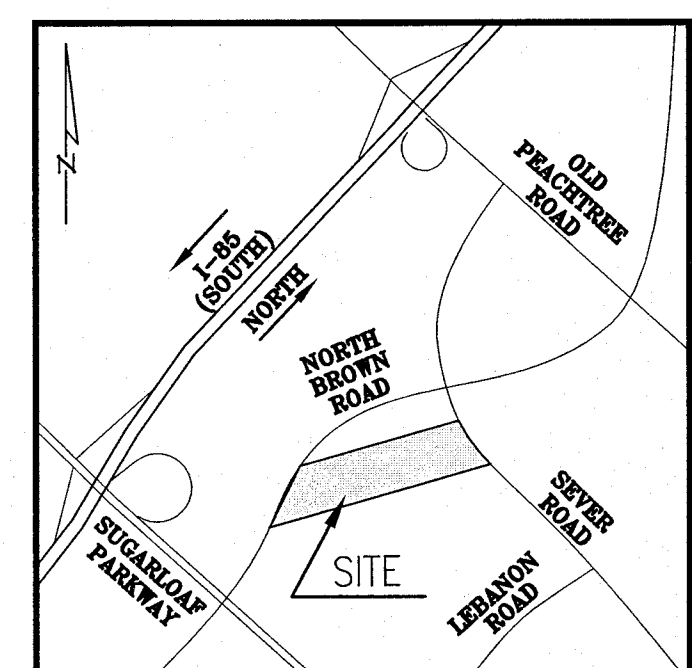 N
OLD
PEACHTREE
ROAD
I-85
(SOUTH)
NORTH
NORTH
BROWN
ROAD
SEVER
ROAD
SUGARLOAF
PARKWAY
SITE
LEBANON
ROAD